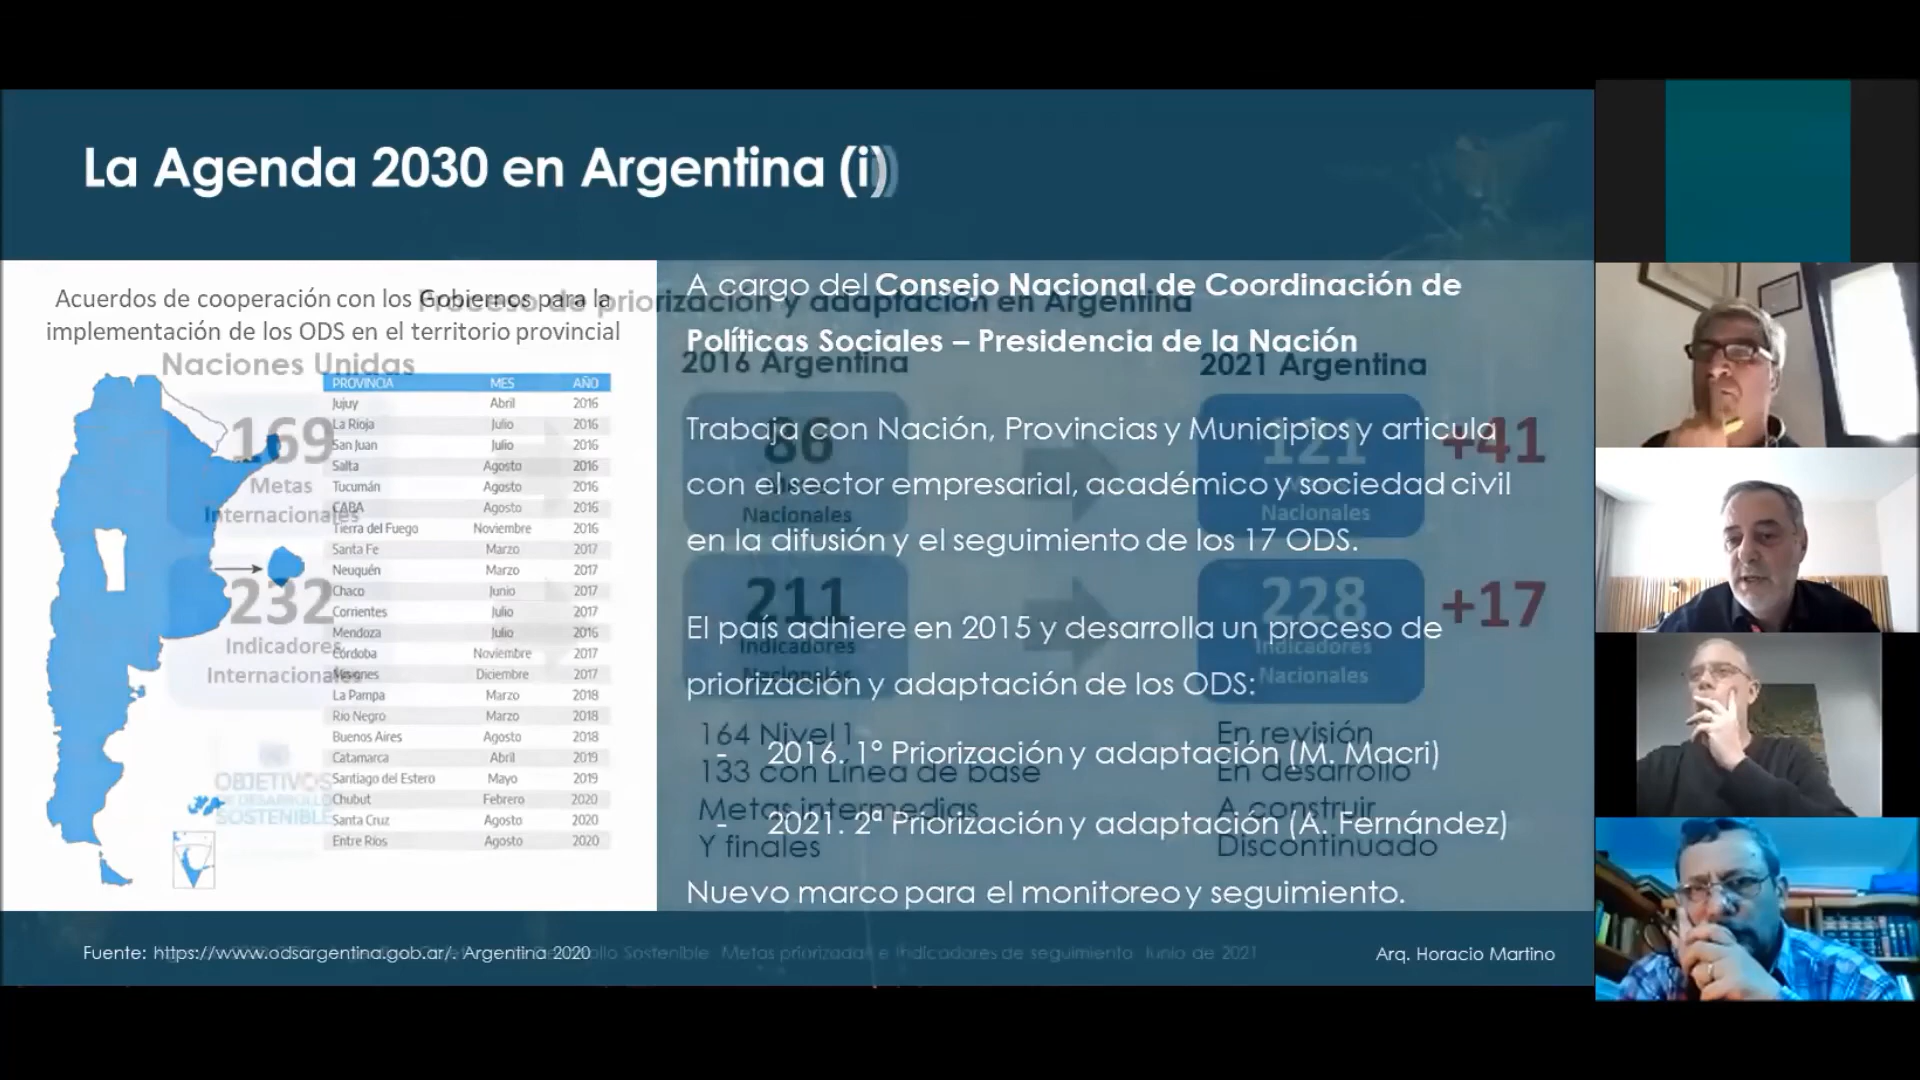 La Agenda 2030 en Argentina (i)
Acuerdos de cooperación con los Gobiernos para la
implementación de los ODS en el territorio provincial
PROVINCIA MES AÑO
Jujuy Abril 2016
La Rioja Julio 2016
San Juan Julio 2016
Salta Agosto 2016
Tucumán Agosto 2016
CABA Agosto 2016
Tierra del Fuego Noviembre 2016
Santa Fe Marzo 2017
Neuquén Marzo 2017
Chaco Junio 2017
Corrientes Julio 2017
Mendoza Julio 2016
Córdoba Noviembre 2017
Misiones Diciembre 2017
La Pampa Marzo 2018
Río Negro Marzo 2018
Buenos Aires Agosto 2018
Catamarca Abril 2019
Santiago del Estero Mayo 2019
Chubut Febrero 2020
Santa Cruz Agosto 2020
Entre Ríos Agosto 2020
A cargo del Consejo Nacional de Coordinación de
Políticas Sociales – Presidencia de la Nación
Trabaja con Nación, Provincias y Municipios y articula
con el sector empresarial, académico y sociedad civil
en la difusión y el seguimiento de los 17 ODS.
El país adhiere en 2015 y desarrolla un proceso de
priorización y adaptación de los ODS:
- 2016. 1° Priorización y adaptación (M. Macri)
- 2021. 2ª Priorización y adaptación (A. Fernández)
Nuevo marco para el monitoreo y seguimiento.
Proceso de priorización y adaptación en Argentina
Naciones Unidas
169
Metas
Internacionales
232
Indicadores
Internacionales
OBJETIVOS
DE DESARROLLO
SOSTENIBLE
2016 Argentina
86
Nacionales
211
Indicadores
Nacionales
164 Nivel 1
133 con Línea de base
Metas intermedias
Y finales
2021 Argentina
121
Nacionales
+41
228
Indicadores
Nacionales
+17
En revisión
En desarrollo
A construir
Discontinuado
Fuente: https://www.odsargentina.gob.ar/. Argentina 2020
Sostenible Metas priorizadas e indicadores de seguimiento Junio de 2021
Arq. Horacio Martino